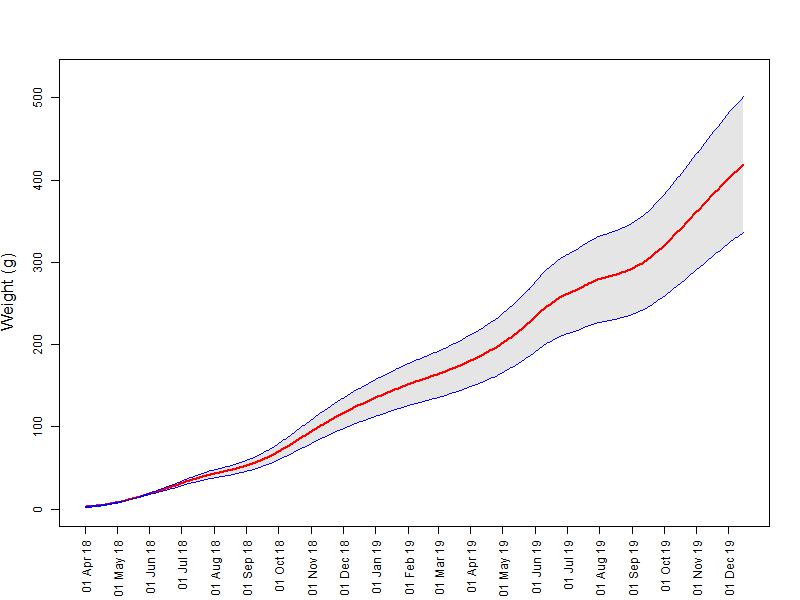 Weight (g)
500
400
300
200
100
0
01 Apr 18
01 May 18
01 Jun 18
01 Jul 18
01 Aug 18
01 Sep 18
01 Oct 18
01 Nov 18
01 Dec 18
01 Jan 19
01 Feb 19
01 Mar 19
01 Apr 19
01 May 19
01 Jun 19
01 Jul 19
01 Aug 19
01 Sep 19
01 Oct 19
01 Nov 19
01 Dec 19